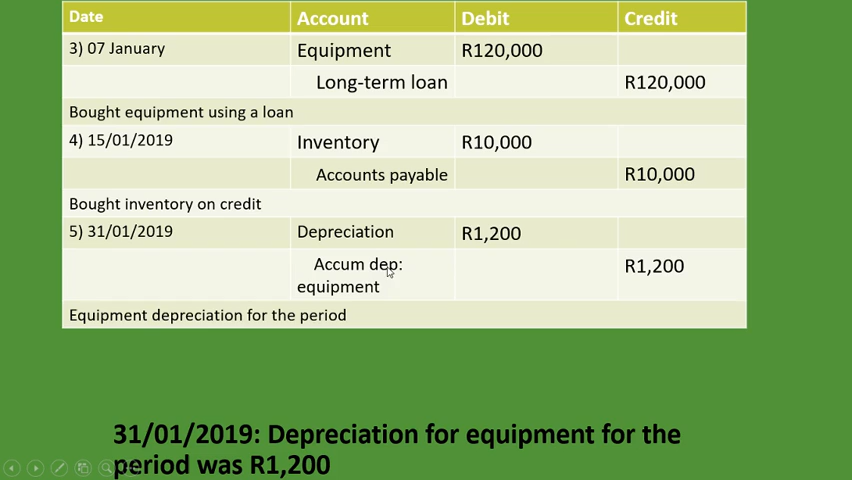 Date Account Debit Credit
3) 07 January Equipment R120,000
Long-term loan R120,000
Bought equipment using a loan
4) 15/01/2019 Inventory R10,000
Accounts payable R10,000
Bought inventory on credit
5) 31/01/2019 Depreciation R1,200
Accum dep: R1,200
equipment
Equipment depreciation for the period
31/01/2019: Depreciation for equipment for the
period was R1,200